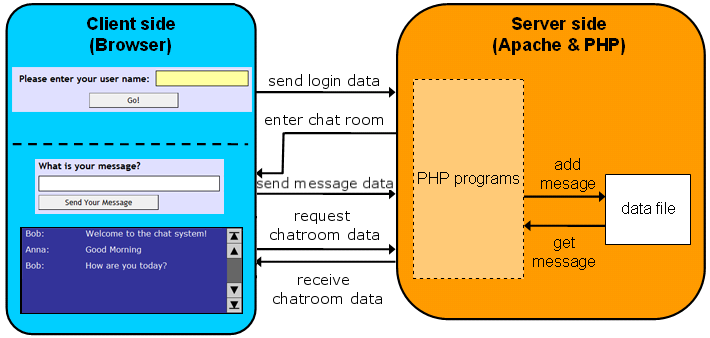 Client side
(Browser)
Please enter your user name:
Go!
What is your message?
Send Your Message
Bob: Welcome to the chat system!
Anna: Good Morning
Bob: How are you today?
send login data
enter chat room
send message data
request
chatroom data
receive
chatroom data
Server side
(Apache & PHP)
PHP programs
add
mesage
data file
get
message